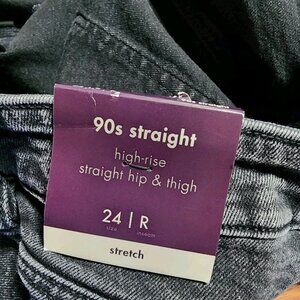 90s straight
high-rise
straight hip & thigh
24 | R
size inseam
stretch